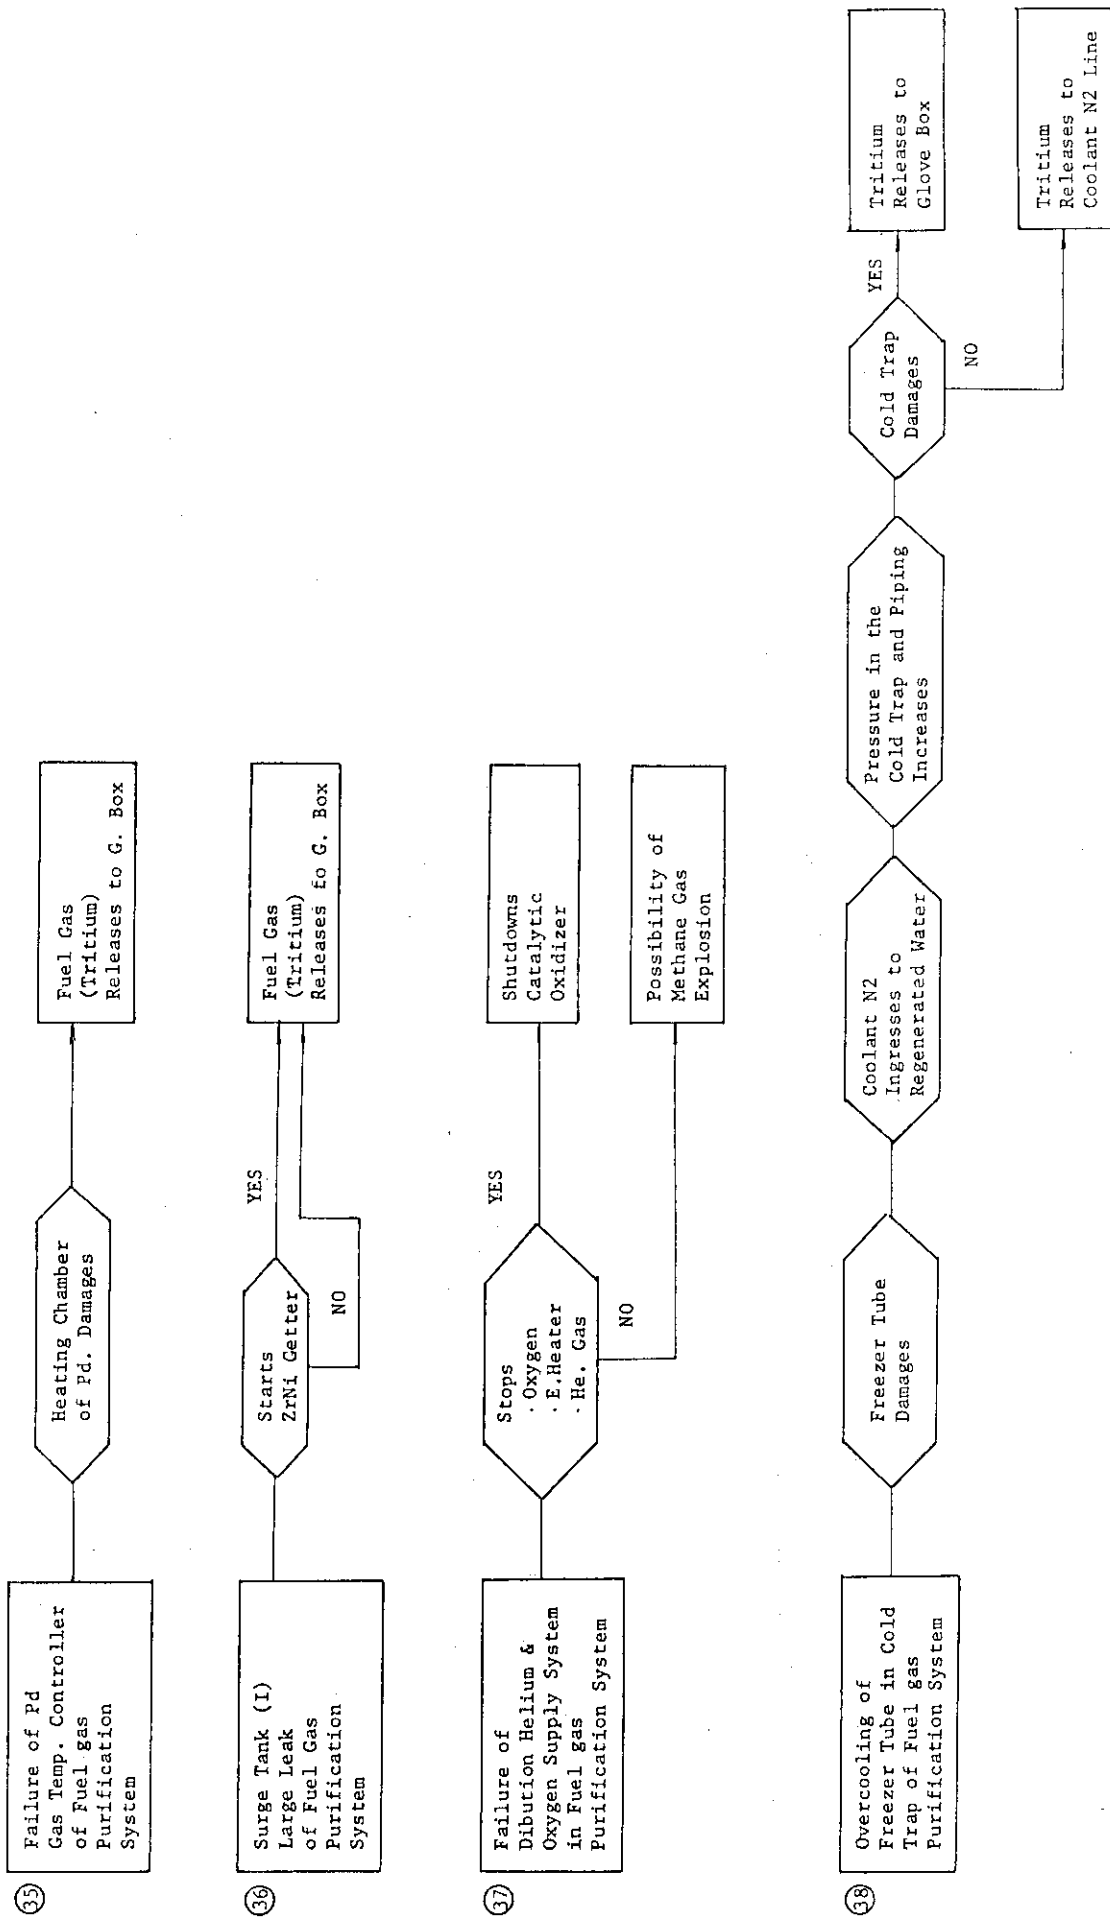 35
Failure of Pd
Gas Temp. Controller
of Fuel gas
Purification
System
Heating Chamber
of Pd. Damages
Fuel Gas
(Tritium)
Releases to G. Box
36
Surge Tank (I)
Large Leak
of Fuel Gas
Purification
System
Starts
ZrNi Getter
YES
NO
Fuel Gas
(Tritium)
Releases to G. Box
37
Failure of
Dibution Helium &
Oxygen Supply System
in Fuel gas
Purification System
Stops
· Oxygen
· E.Heater
· He. Gas
YES
NO
Shutdowns
Catalytic
Oxidizer
Possibility of
Methane Gas
Explosion
38
Overcooling of
Freezer Tube in Cold
Trap of Fuel gas
Purification System
Freezer Tube
Damages
Coolant N2
Ingresses to
Regenerated Water
Pressure in the
Cold Trap and Piping
Increases
Cold Trap
Damages
YES
NO
Tritium
Releases to
Glove Box
Tritium
Releases to
Coolant N2 Line